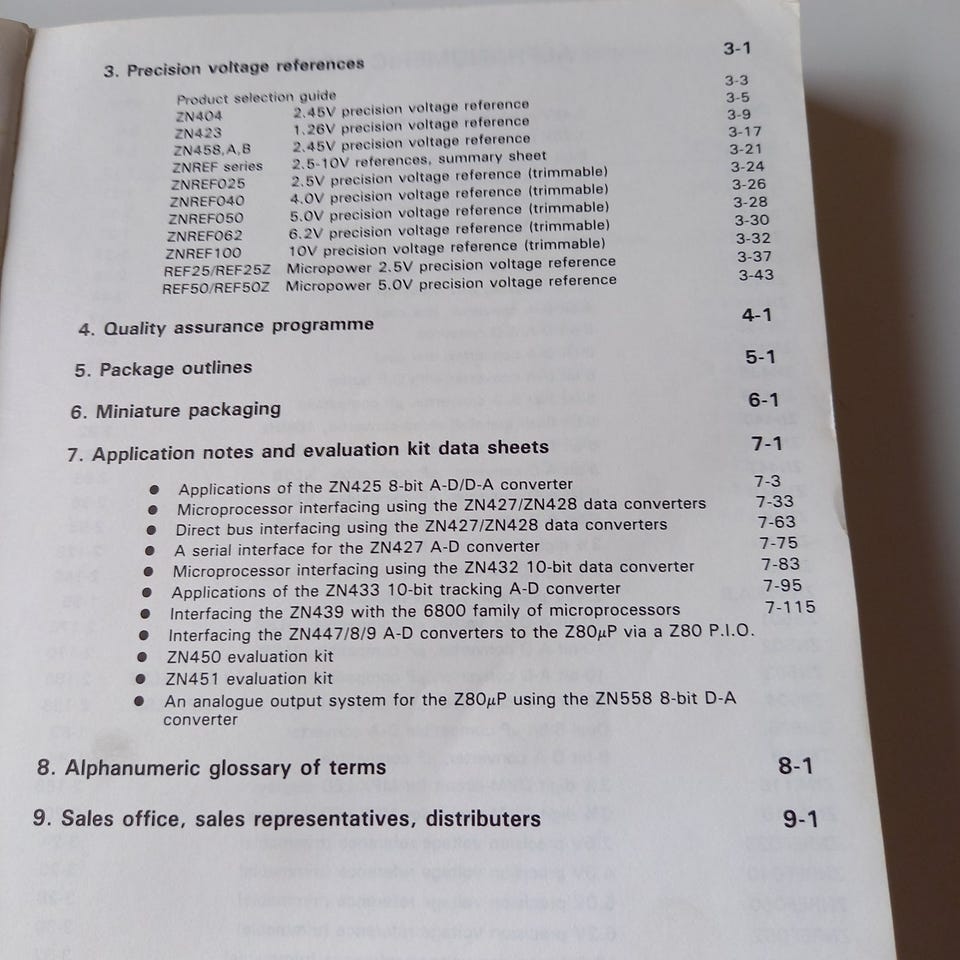 3. Precision voltage references 3-1
Product selection guide 3-3
ZN404 2.45V precision voltage reference 3-5
ZN423 1.26V precision voltage reference 3-9
ZN458,A,B 2.45V precision voltage reference 3-17
ZNREF series 2.5-10V references, summary sheet 3-21
ZNREF025 2.5V precision voltage reference (trimmable) 3-24
ZNREF040 4.0V precision voltage reference (trimmable) 3-26
ZNREF050 5.0V precision voltage reference (trimmable) 3-28
ZNREF062 6.2V precision voltage reference (trimmable) 3-30
ZNREF100 10V precision voltage reference (trimmable) 3-32
REF25/REF25Z Micropower 2.5V precision voltage reference 3-37
REF50/REF50Z Micropower 5.0V precision voltage reference 3-43
4. Quality assurance programme 4-1
5. Package outlines 5-1
6. Miniature packaging 6-1
7. Application notes and evaluation kit data sheets 7-1
● Applications of the ZN425 8-bit A-D/D-A converter 7-3
● Microprocessor interfacing using the ZN427/ZN428 data converters 7-33
● Direct bus interfacing using the ZN427/ZN428 data converters 7-63
● A serial interface for the ZN427 A-D converter 7-75
● Microprocessor interfacing using the ZN432 10-bit data converter 7-83
● Applications of the ZN433 10-bit tracking A-D converter 7-95
● Interfacing the ZN439 with the 6800 family of microprocessors 7-115
● Interfacing the ZN447/8/9 A-D converters to the Z80μP via a Z80 P.I.O.
● ZN450 evaluation kit
● ZN451 evaluation kit
● An analogue output system for the Z80μP using the ZN558 8-bit D-A
converter
8. Alphanumeric glossary of terms 8-1
9. Sales office, sales representatives, distributers 9-1